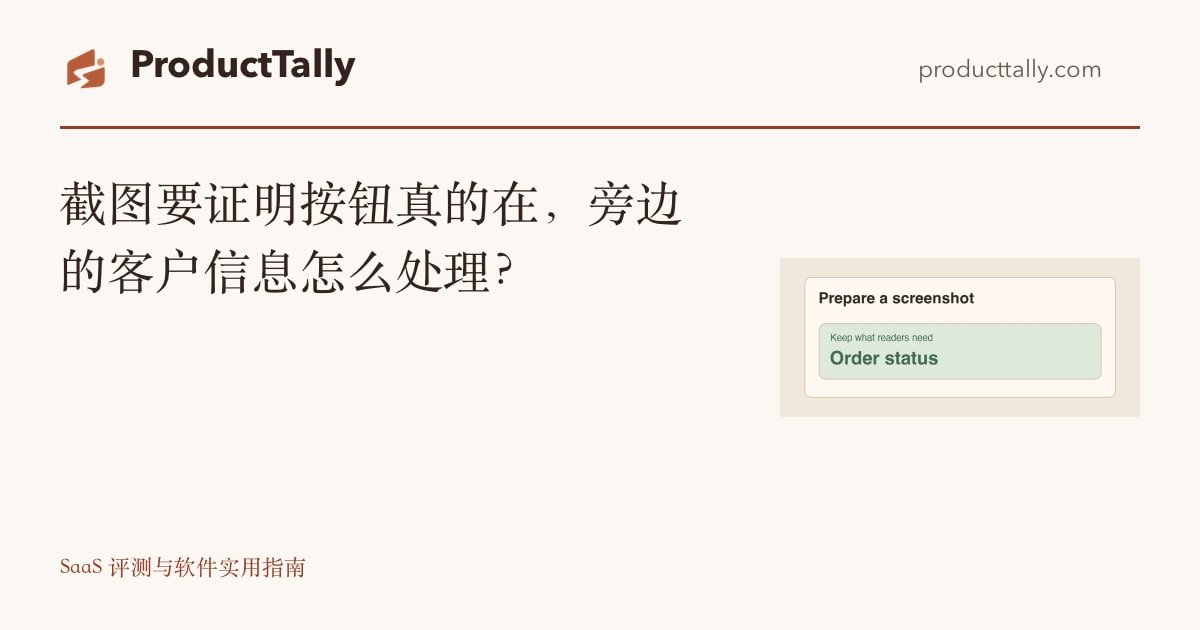 ProductTally
producttally.com
截图要证明按钮真的在，旁边
的客户信息怎么处理？
Prepare a screenshot
Keep what readers need
Order status
SaaS 评测与软件实用指南